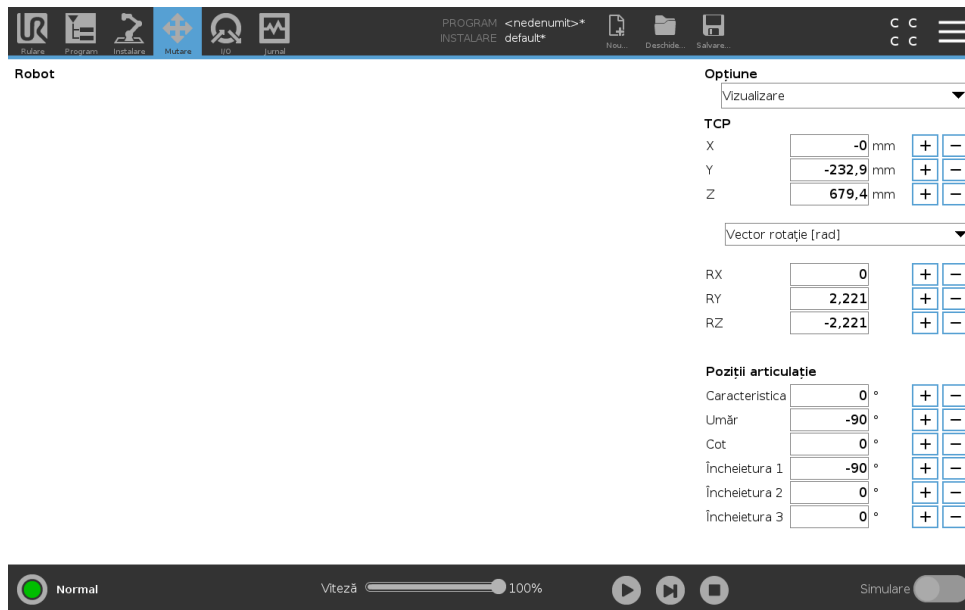 UR
Rulare Program Instalare Mutare I/O Jurnal
PROGRAM <nedenumit>*
INSTALARE default*
Nou... Deschide... Salvare...
C C
C C
Robot
Opțiune
Vizualizare
TCP
X -0 mm + −
Y -232,9 mm + −
Z 679,4 mm + −
Vector rotație [rad]
RX 0 + −
RY 2,221 + −
RZ -2,221 + −
Poziții articulație
Caracteristica 0 ° + −
Umăr -90 ° + −
Cot 0 ° + −
Încheietura 1 -90 ° + −
Încheietura 2 0 ° + −
Încheietura 3 0 ° + −
Normal Viteză 100% Simulare